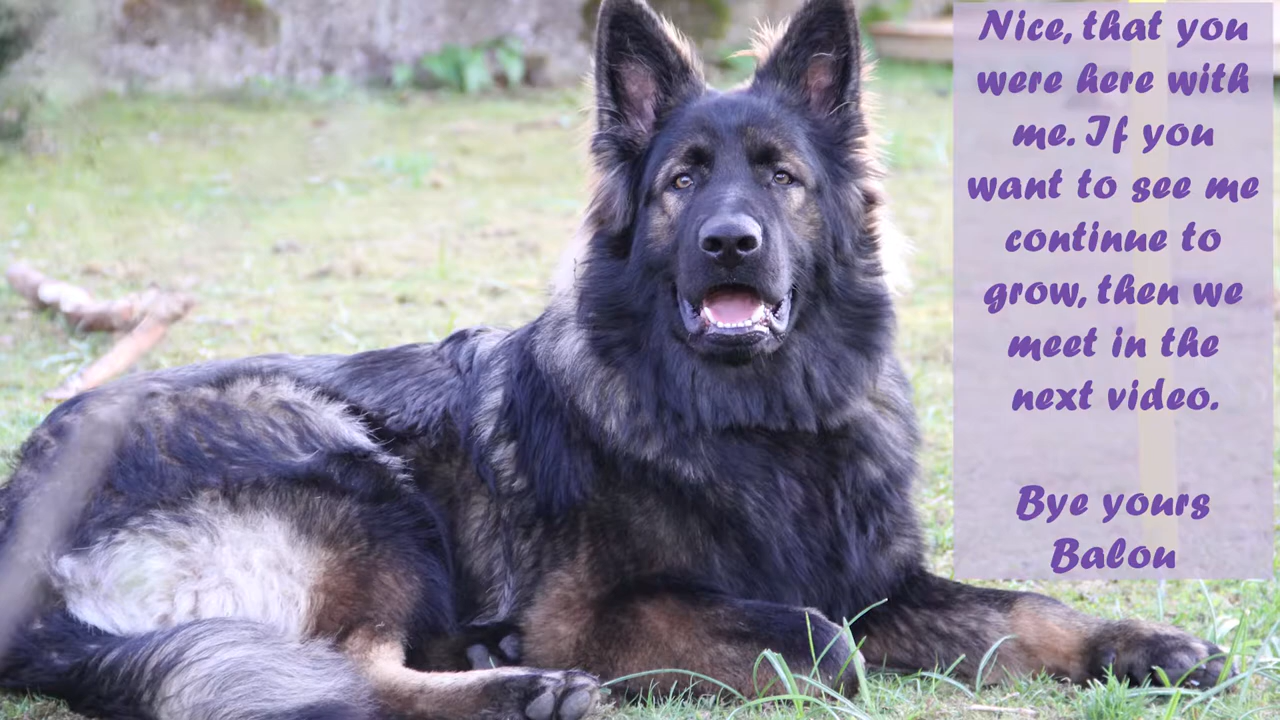 Nice, that you
were here with
me. If you
want to see me
continue to
grow, then we
meet in the
next video.
Bye yours
Balou